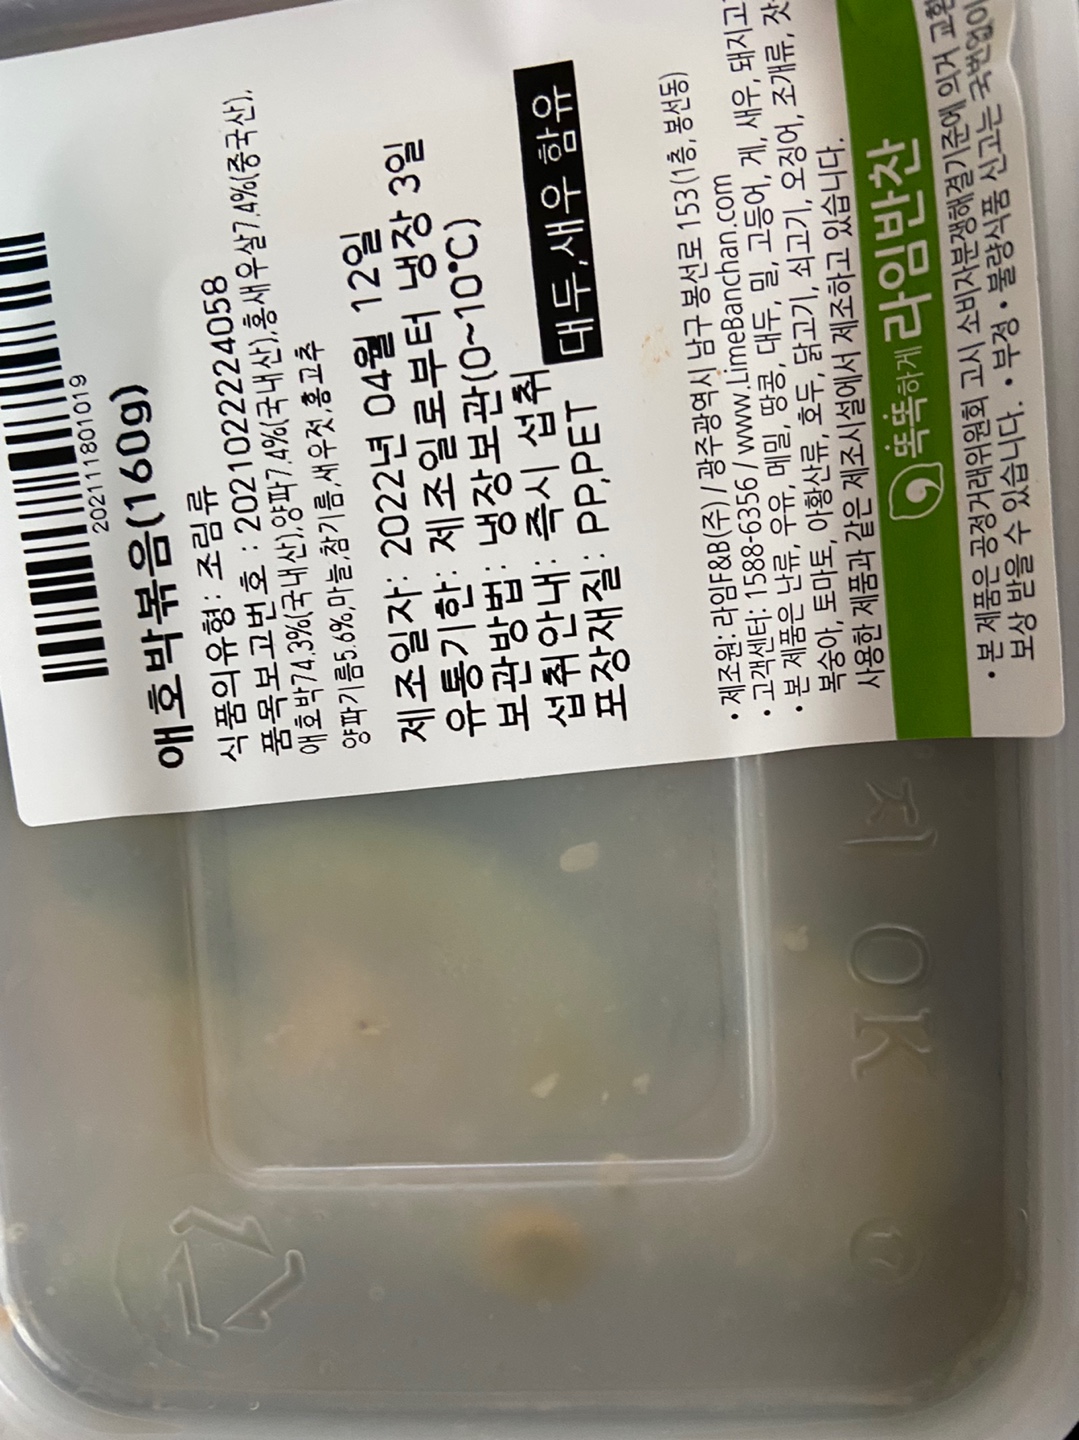 202111801019
애호박볶음(160g)
식품의유형: 조림류
품목보고번호 : 20210222224058
애호박74.3%(국내산),양파7.4%(국내산),홍새우살7.4%(중국산),
양파기름5.6%,마늘,참기름,새우젓,홍고추
제조일자: 2022년 04월 12일
유통기한: 제조일로부터 냉장 3일
보관방법: 냉장보관(0~10°C)
섭취안내: 즉시 섭취
포장재질: PP,PET
대두,새우 함유
• 제조원: 라임F&B(주) / 광주광역시 남구 봉선로 153(1층, 봉선동)
• 고객센터: 1588-6356 / www.LimeBanchan.com
• 본 제품은 난류, 우유, 메밀, 땅콩, 대두, 밀, 고등어, 게, 새우, 돼지고
복숭아, 토마토, 이황산류, 호두, 닭고기, 쇠고기, 오징어, 조개류, 잣
사용한 제품과 같은 제조시설에서 제조하고 있습니다.
똑똑하게 라임반찬
• 본 제품은 공정거래위원회 고시 소비자분쟁해결기준에 의거 교환
보상 받을 수 있습니다. • 부정 • 불량식품 신고는 국번없이
OK
17